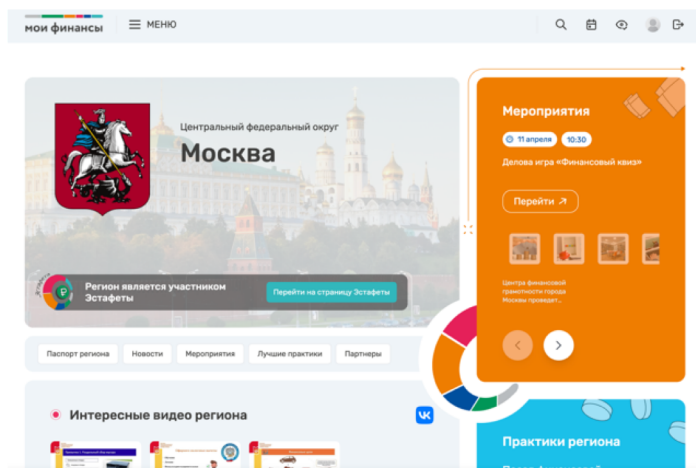 мои финансы
МЕНЮ
Центральный федеральный округ
Москва
Регион является участником
Эстафеты
Перейти на страницу Эстафеты
Мероприятия
11 апреля
10:30
Делова игра «Финансовый квиз»
Перейти
Центра финансовой
грамотности города
Москвы проведет...
Паспорт региона
Новости
Мероприятия
Лучшие практики
Партнеры
Интересные видео региона
Практики региона